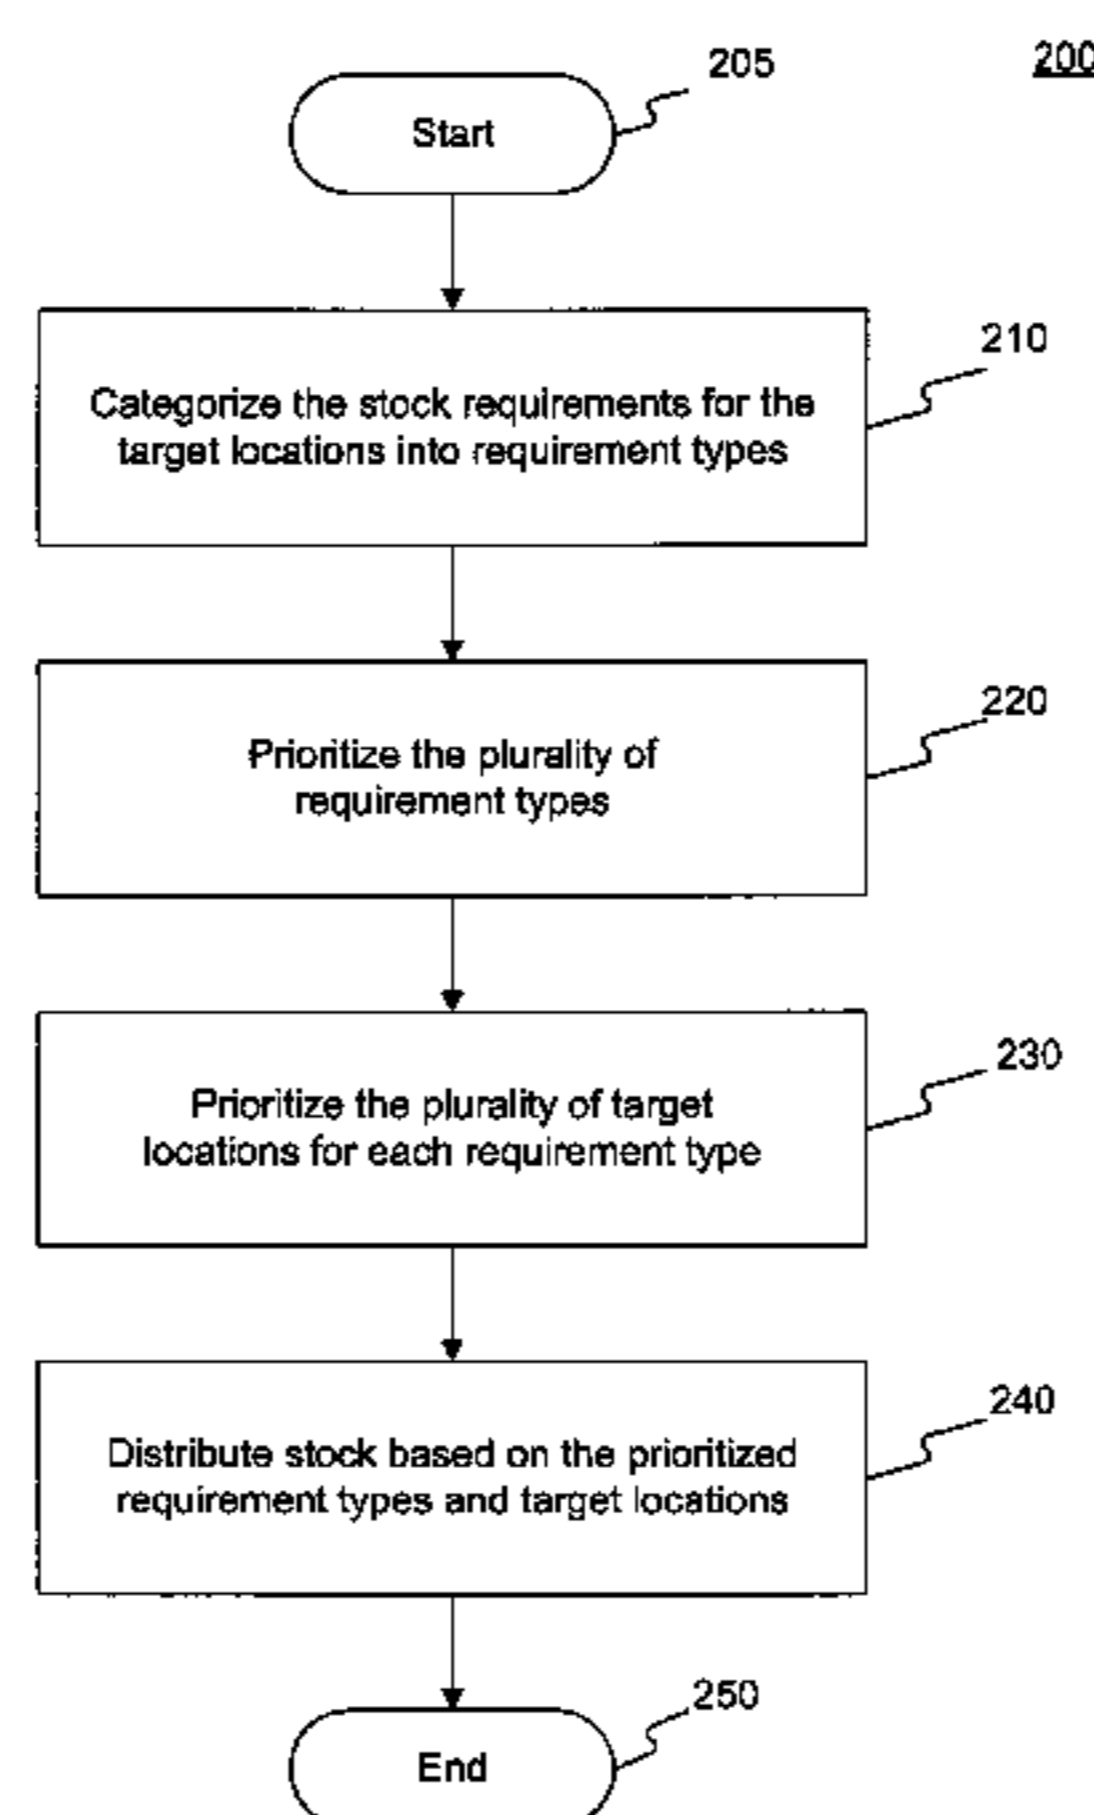 205
200
Start
210
Categorize the stock requirements for the
target locations into requirement types
220
Prioritize the plurality of
requirement types
230
Prioritize the plurality of target
locations for each requirement type
240
Distribute stock based on the prioritized
requirement types and target locations
250
End